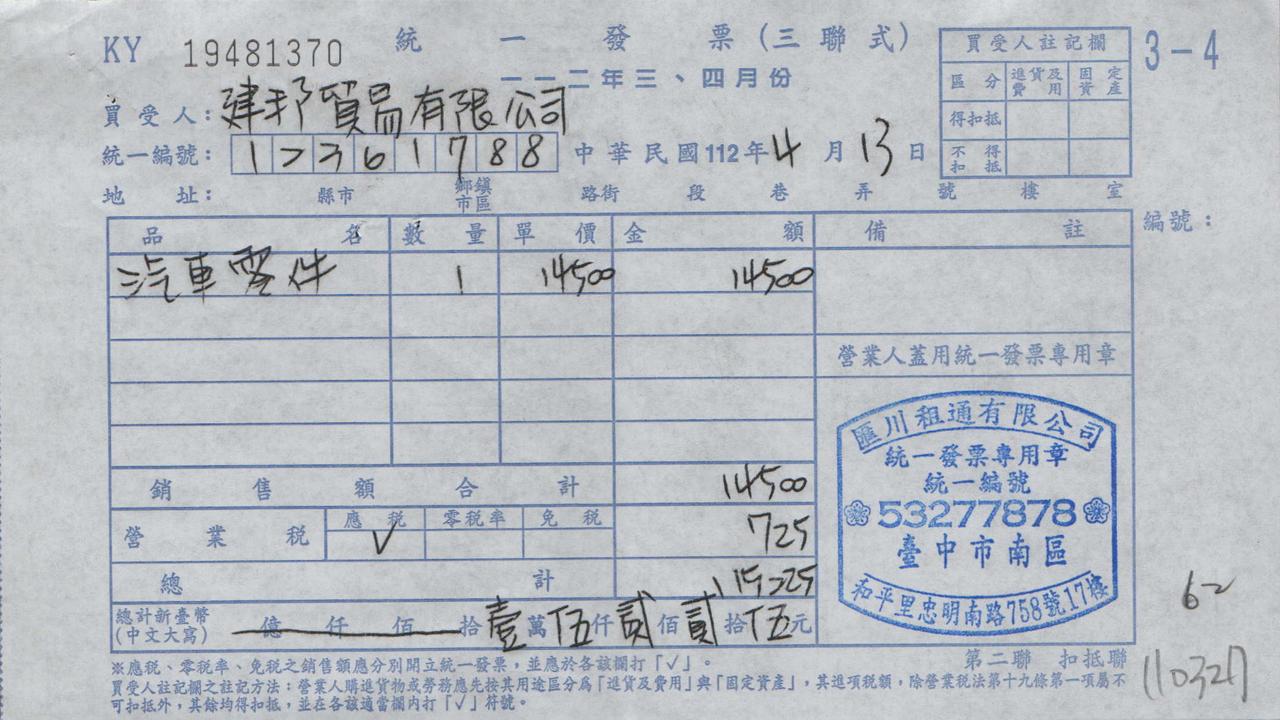 KY 19481370 統一發票(三聯式)
一一二年三、四月份
3-4
買受人註記欄
區分 進貨及費用 固定資產
得扣抵
不得扣抵
買受人: 建邦貿易有限公司
統一編號: 12361788 中華民國112年4月13日
地址: 縣市 鄉鎮市區 路街 段 巷 弄 號 樓 室
品名 數量 單價 金額 備註
編號:
汽車零件 1 14500 14500
營業人蓋用統一發票專用章
匯川租通有限公司
統一發票專用章
統一編號
53277878
臺中市南區
和平里忠明南路758號17樓
銷售額合計 14500
營業稅 應稅 零稅率 免稅 725
V
總計 15225
總計新臺幣(中文大寫) 億仟佰拾壹萬伍仟貳佰貳拾伍元
62
※應稅、零稅率、免稅之銷售額應分別開立統一發票,並應於各該欄打「√」。
第二聯 扣抵聯
買受人註記欄之註記方法:營業人購進貨物或勞務應先按其用途區分為「進貨及費用」與「固定資產」,其進項稅額,除營業稅法第十九條第一項屬不
可扣抵外,其餘均得扣抵,並在各該適當欄內打「√」符號。